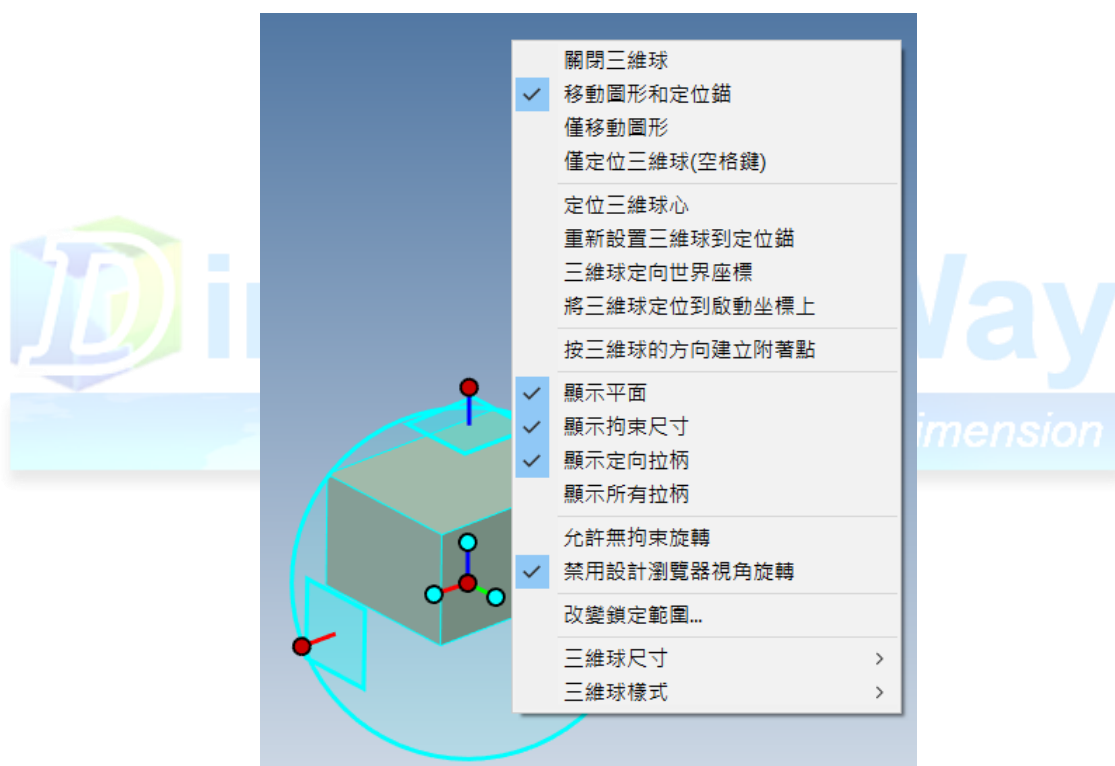 關閉三維球
移動圖形和定位錨
僅移動圖形
僅定位三維球(空格鍵)
定位三維球心
重新設置三維球到定位錨
三維球定向世界座標
將三維球定位到啟動坐標上
按三維球的方向建立附著點
顯示平面
顯示拘束尺寸
顯示定向拉柄
顯示所有拉柄
允許無拘束旋轉
禁用設計瀏覽器視角旋轉
改變鎖定範圍...
三維球尺寸
三維球樣式